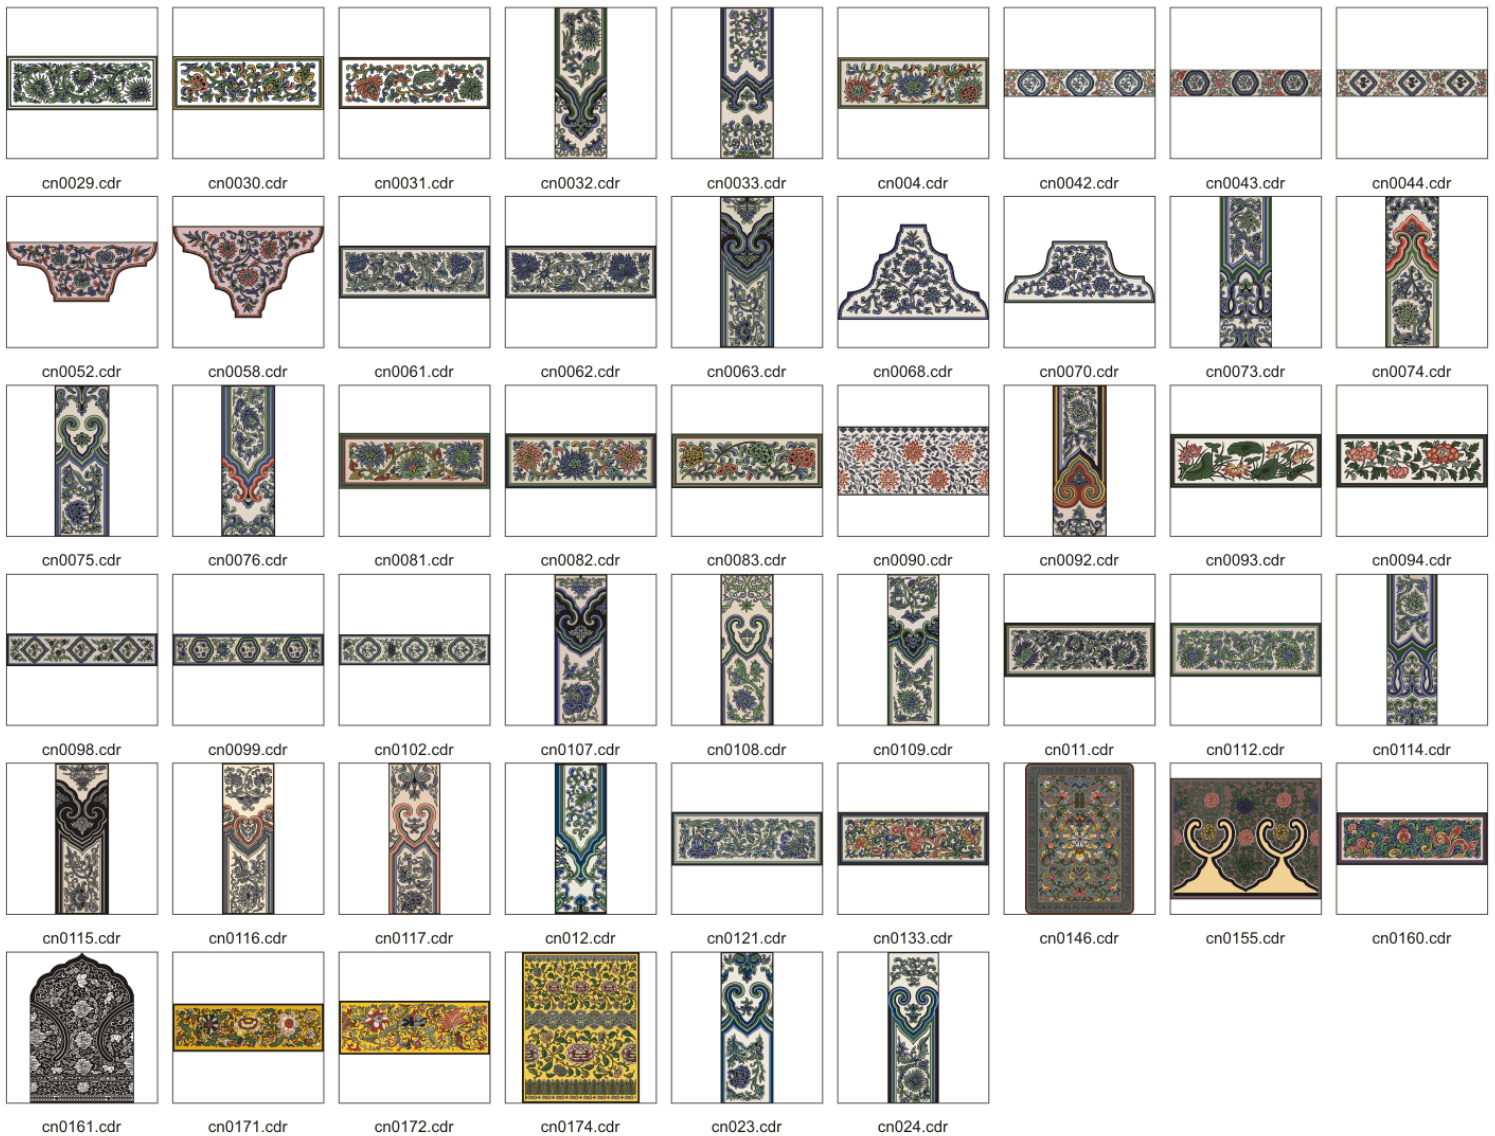 cn0029.cdr cn0030.cdr cn0031.cdr cn0032.cdr cn0033.cdr cn004.cdr cn0042.cdr cn0043.cdr cn0044.cdr
cn0052.cdr cn0058.cdr cn0061.cdr cn0062.cdr cn0063.cdr cn0068.cdr cn0070.cdr cn0073.cdr cn0074.cdr
cn0075.cdr cn0076.cdr cn0081.cdr cn0082.cdr cn0083.cdr cn0090.cdr cn0092.cdr cn0093.cdr cn0094.cdr
cn0098.cdr cn0099.cdr cn0102.cdr cn0107.cdr cn0108.cdr cn0109.cdr cn011.cdr cn0112.cdr cn0114.cdr
cn0115.cdr cn0116.cdr cn0117.cdr cn012.cdr cn0121.cdr cn0133.cdr cn0146.cdr cn0155.cdr cn0160.cdr
cn0161.cdr cn0171.cdr cn0172.cdr cn0174.cdr cn023.cdr cn024.cdr